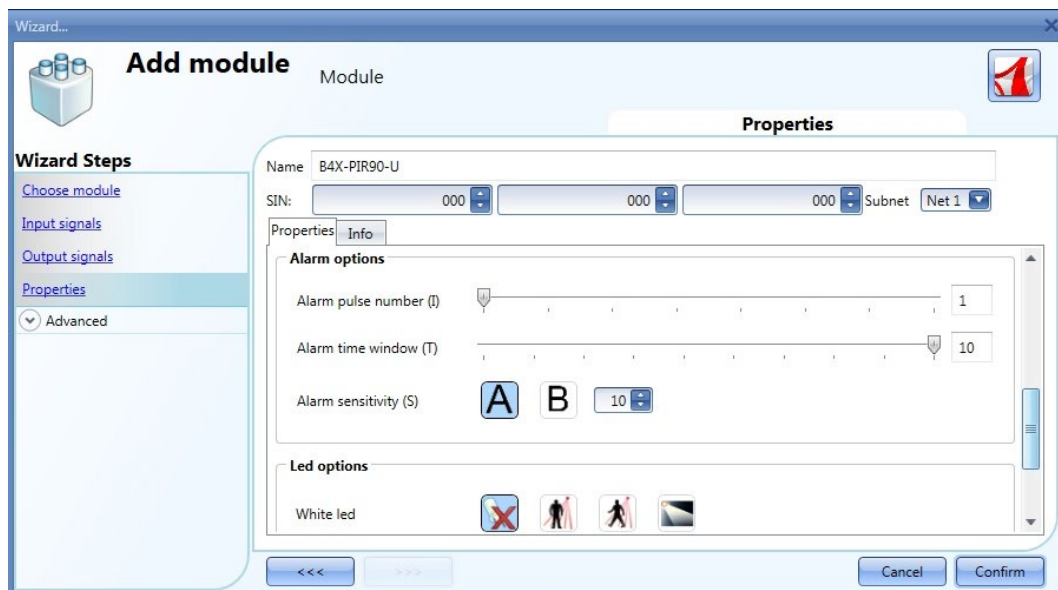 Wizard...
Add module
Module
Properties
Wizard Steps
Choose module
Input signals
Output signals
Properties
Advanced
Name B4X-PIR90-U
SIN: 000 000 000 Subnet Net 1
Properties Info
Alarm options
Alarm pulse number (I) 1
Alarm time window (T) 10
Alarm sensitivity (S) A B 10
Led options
White led
<<< >>> Cancel Confirm